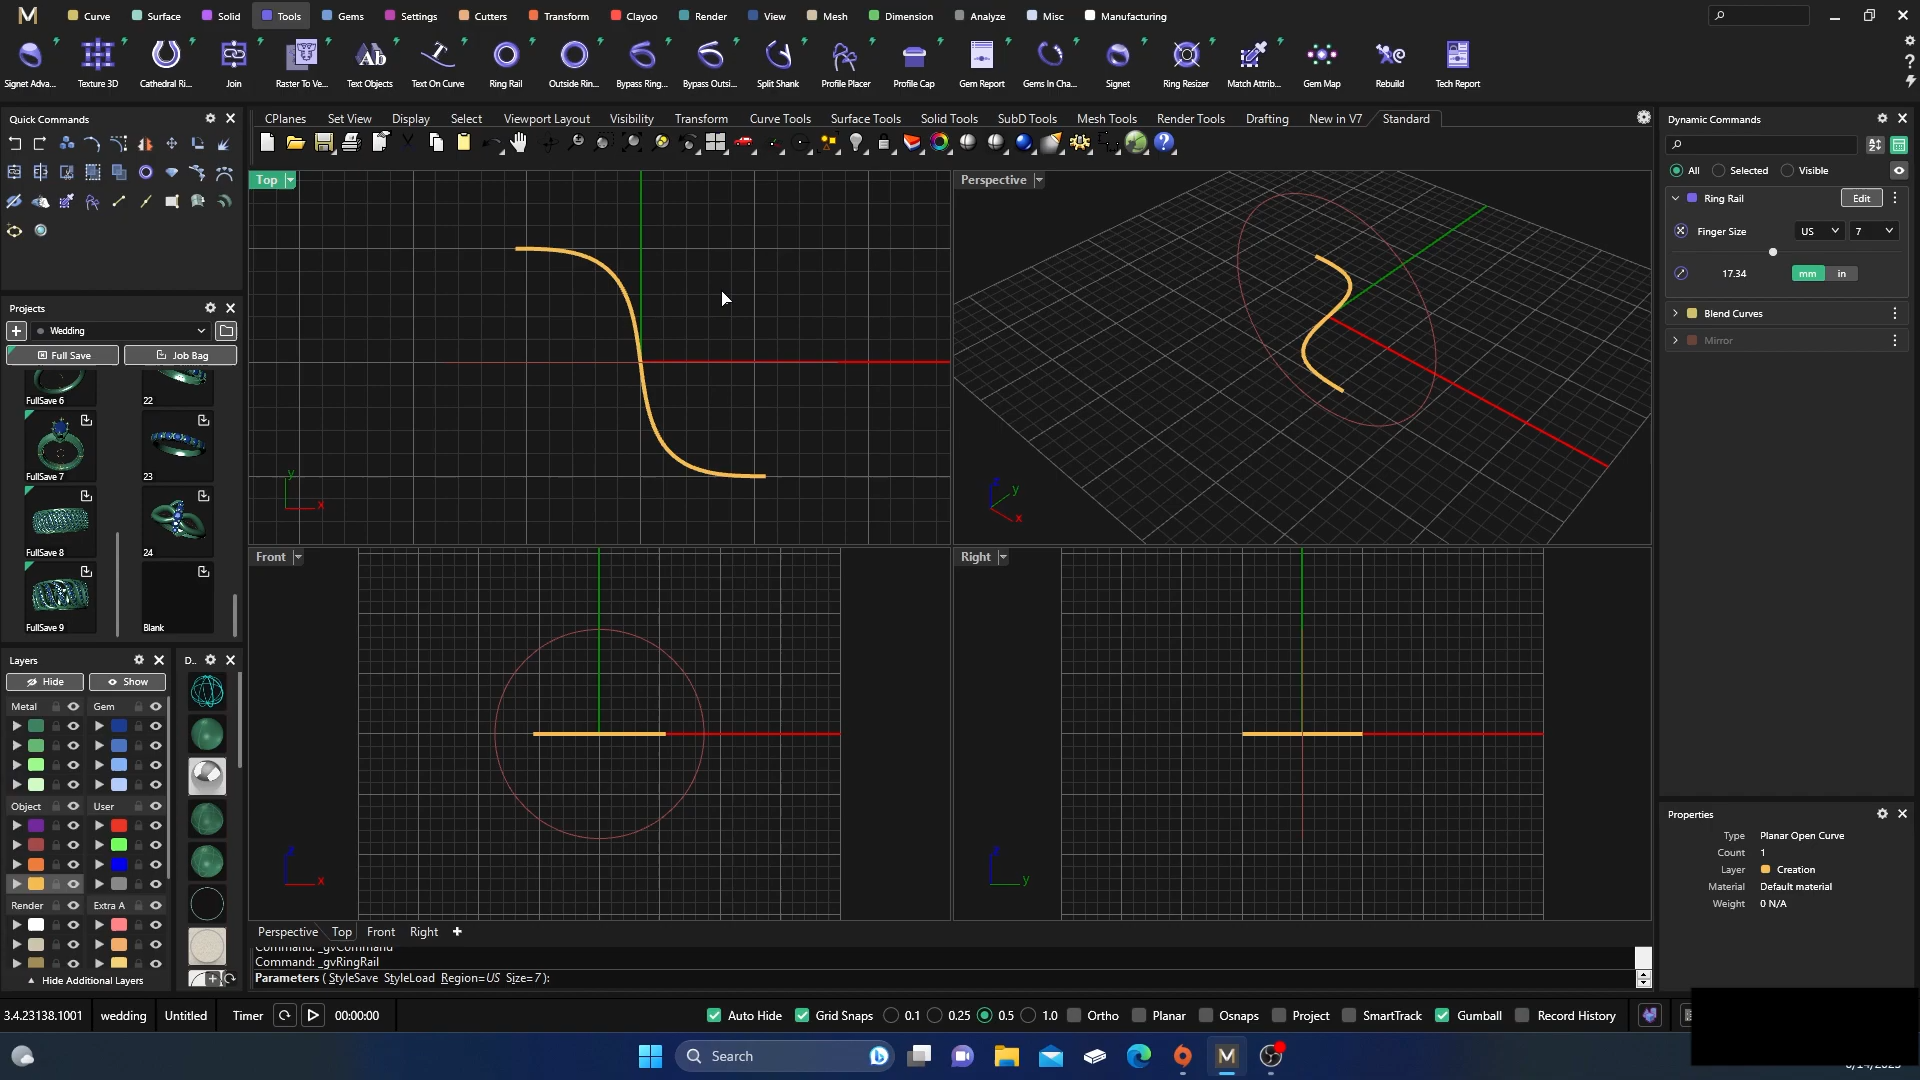 Curve Surface Solid Tools Gems Settings Cutters Transform Clayoo Render View Mesh Dimension Analyze Misc Manufacturing
Signet Adva... Texture 3D Cathedral Ri... Join Raster To Ve... Text Objects Text On Curve Ring Rail Outside Rin... Bypass Ring... Bypass Outsi... Split Shank Profile Placer Profile Cap Gem Report Gems In Cha... Signet Ring Resizer Match Attrib... Gem Map Rebuild Tech Report
Quick Commands
CPlanes Set View Display Select Viewport Layout Visibility Transform Curve Tools Surface Tools Solid Tools SubD Tools Mesh Tools Render Tools Drafting New in V7 Standard
Dynamic Commands
All Selected Visible
Ring Rail Edit
Finger Size US 7
17.34 mm in
Blend Curves
Mirror
Top
Perspective
Front
Right
Projects
Wedding
Full Save Job Bag
FullSave 6 22
FullSave 7 23
FullSave 8 24
FullSave 9 Blank
y
x
y
x
x
y
Layers D..
Hide Show
Metal Gem
Object User
Render Extra A
Hide Additional Layers
Perspective Top Front Right
Command: _gvCommand
Command: _gvRingRail
Parameters ( StyleSave StyleLoad Region=US Size=7 ):
Properties
Type Planar Open Curve
Count 1
Layer Creation
Material Default material
Weight 0 N/A
3.4.23138.1001 wedding Untitled Timer 00:00:00 Auto Hide Grid Snaps 0.1 0.25 0.5 1.0 Ortho Planar Osnaps Project SmartTrack Gumball Record History
Search